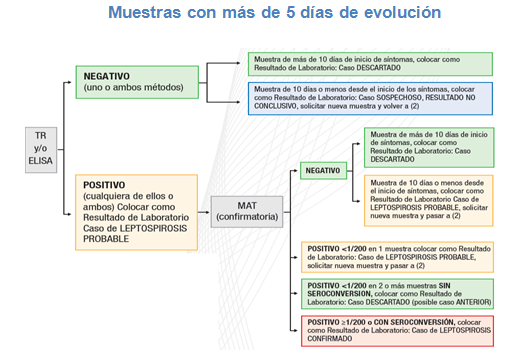 Muestras con más de 5 días de evolución
TR
y/o
ELISA
NEGATIVO
(uno o ambos métodos)
Muestra de más de 10 días de inicio de síntomas, colocar como
Resultado de Laboratorio: Caso DESCARTADO
Muestra de 10 días o menos desde el inicio de los síntomas, colocar
como Resultado de Laboratorio: Caso SOSPECHOSO, RESULTADO NO
CONCLUSIVO, solicitar nueva muestra y volver a (2)
POSITIVO
(cualquiera de ellos o
ambos) Colocar como
Resultado de Laboratorio
Caso de LEPTOSPIROSIS
PROBABLE
MAT
(confirmatoria)
NEGATIVO
Muestra de más de 10 días de inicio
de síntomas, colocar como
Resultado de Laboratorio: Caso
DESCARTADO
Muestra de 10 días o menos desde
el inicio de síntomas, colocar como
Resultado de Laboratorio Caso de
LEPTOSPIROSIS PROBABLE, solicitar
nueva muestra y pasar a (2)
POSITIVO <1/200 en 1 muestra colocar como Resultado
de Laboratorio: Caso de LEPTOSPIROSIS PROBABLE,
solicitar nueva muestra y pasar a (2)
POSITIVO <1/200 en 2 o más muestras SIN
SEROCONVERSION, colocar como Resultado de
Laboratorio: Caso DESCARTADO (posible caso ANTERIOR)
POSITIVO ≥1/200 o CON SEROCONVERSIÓN, colocar
como Resultado de Laboratorio: Caso de LEPTOSPIROSIS
CONFIRMADO